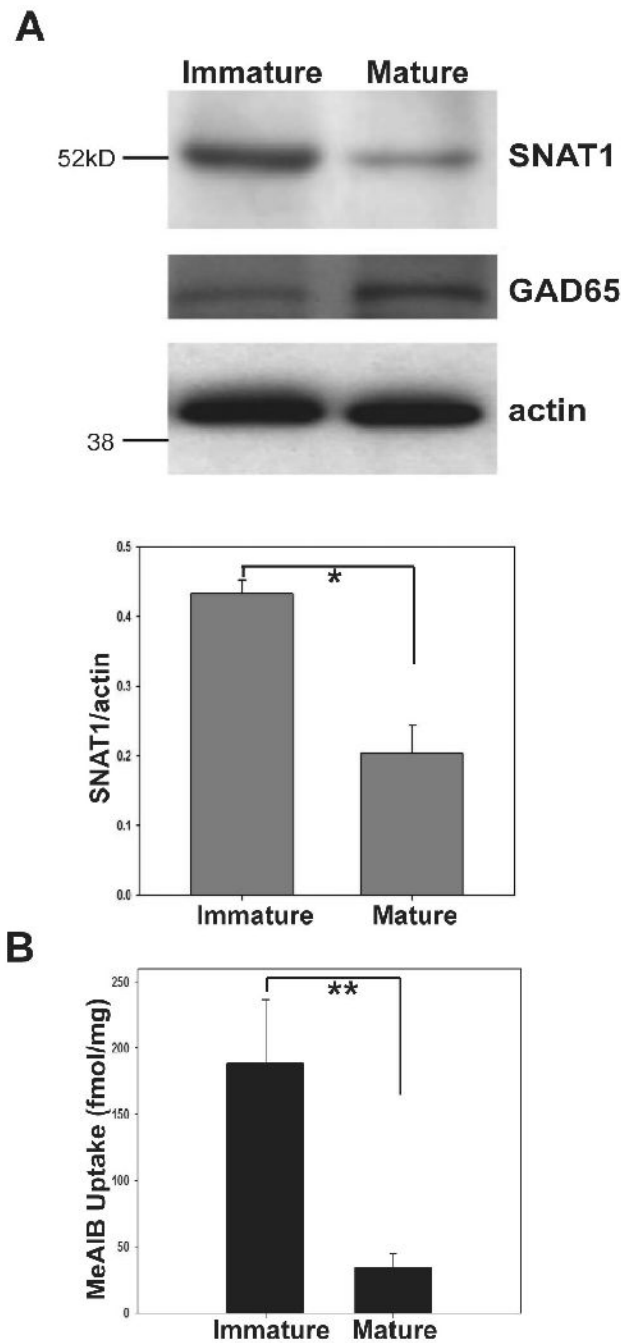 A
Immature Mature
52kD SNAT1
GAD65
actin
38
0.5
*
0.4
0.3
SNAT1/actin
0.2
0.1
0.0
Immature Mature
B
250
**
200
MeAIB Uptake (fmol/mg)
150
100
50
0
Immature Mature